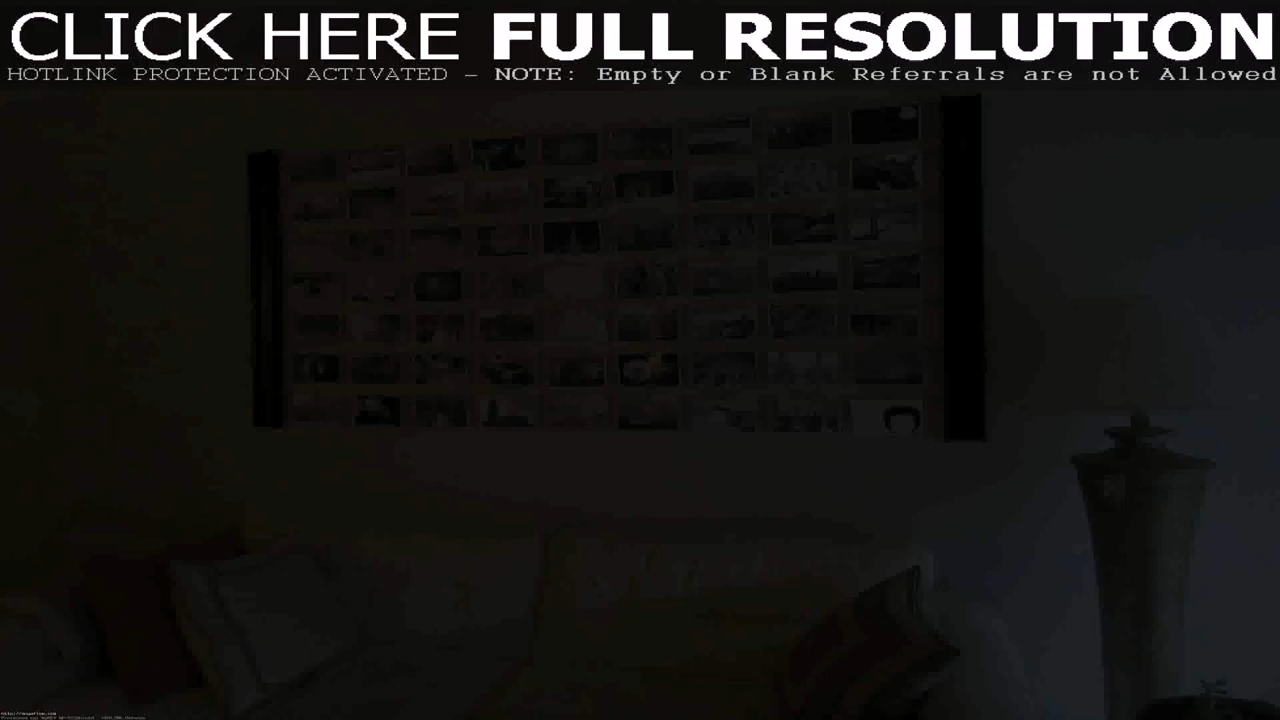 CLICK HERE FULL RESOLUTION
HOTLINK PROTECTION ACTIVATED – NOTE: Empty or Blank Referrals are not Allowed